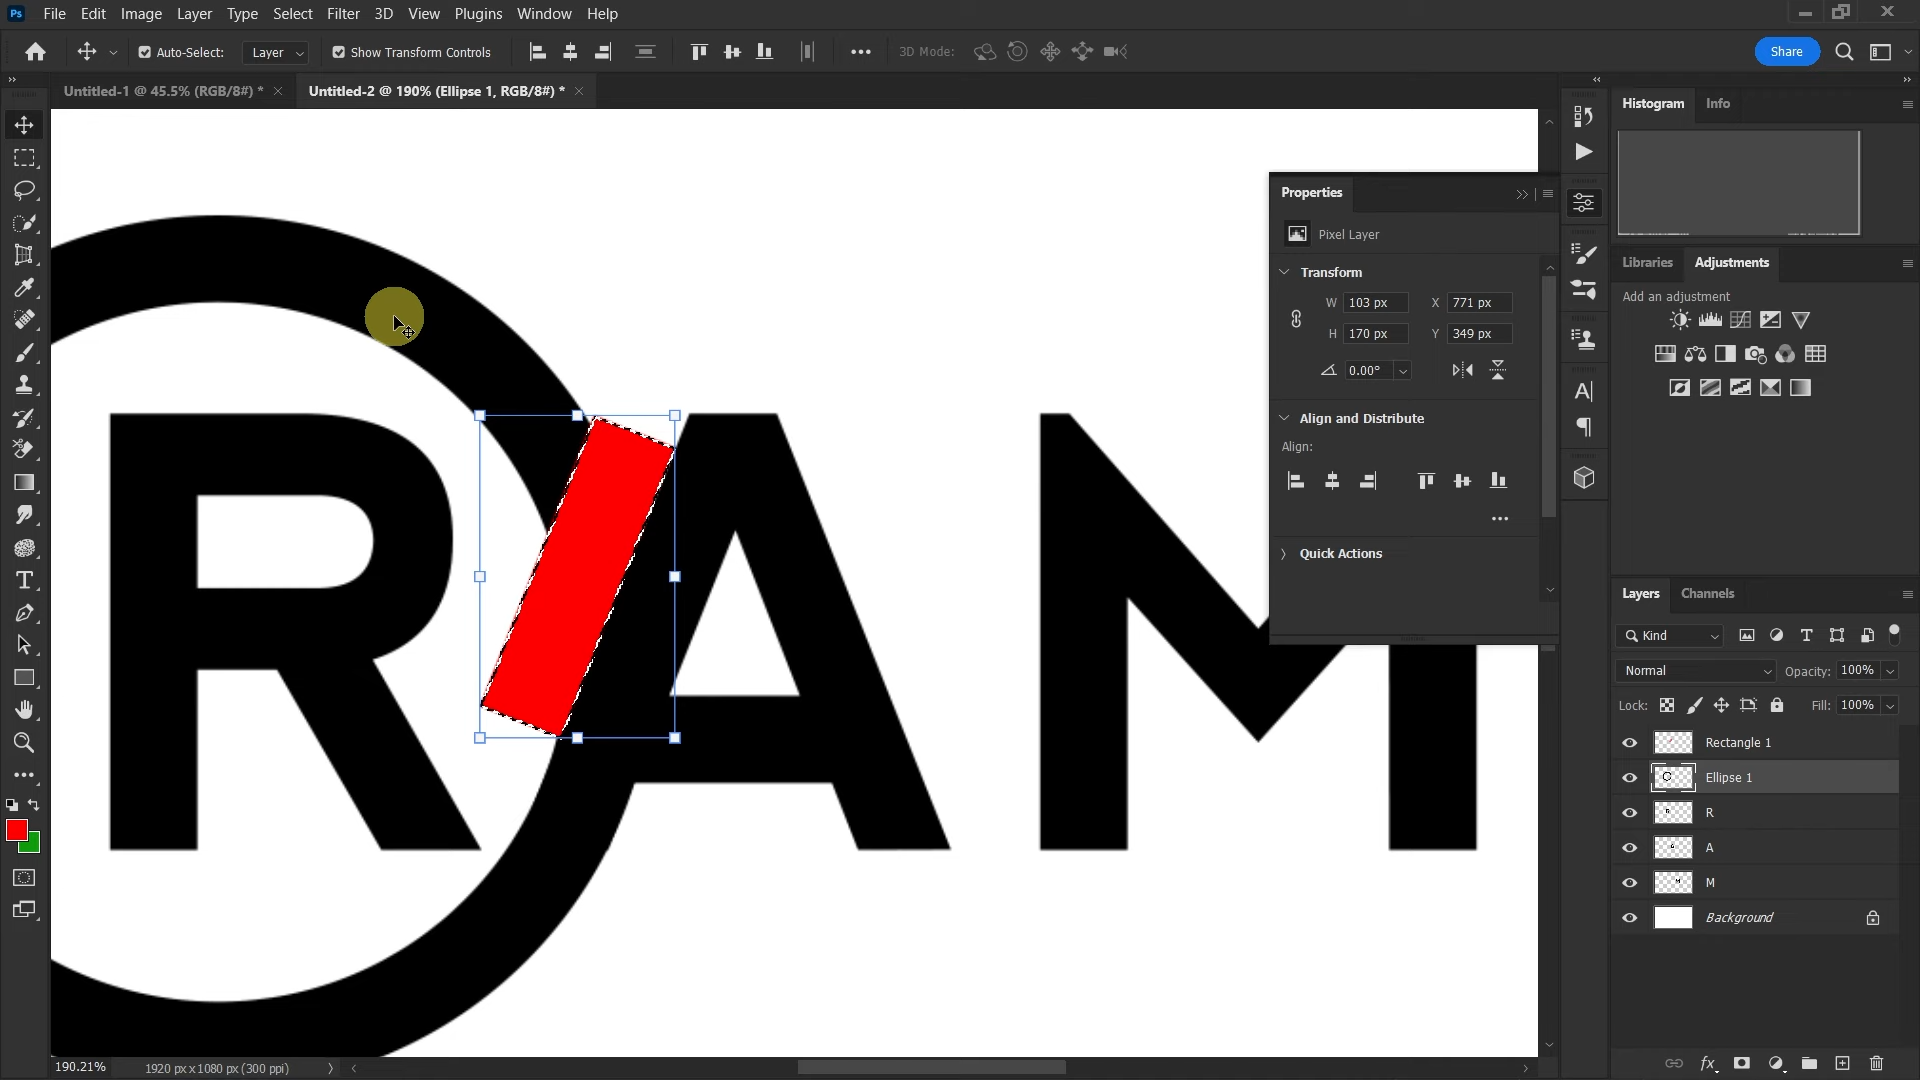 Ps File Edit Image Layer Type Select Filter 3D View Plugins Window Help
Auto-Select: Layer Show Transform Controls 3D Mode: Share
Untitled-1 @ 45.5% (RGB/8#) * Untitled-2 @ 190% (Ellipse 1, RGB/8#) *
Histogram Info
Properties
Pixel Layer
Transform
W 103 px X 771 px
H 170 px Y 349 px
0.00°
Align and Distribute
Align:
Quick Actions
Libraries Adjustments
Add an adjustment
RAM
Layers Channels
Kind
Normal Opacity: 100%
Lock: Fill: 100%
Rectangle 1
Ellipse 1
R
A
M
Background
190.21% 1920 px x 1080 px (300 ppi)